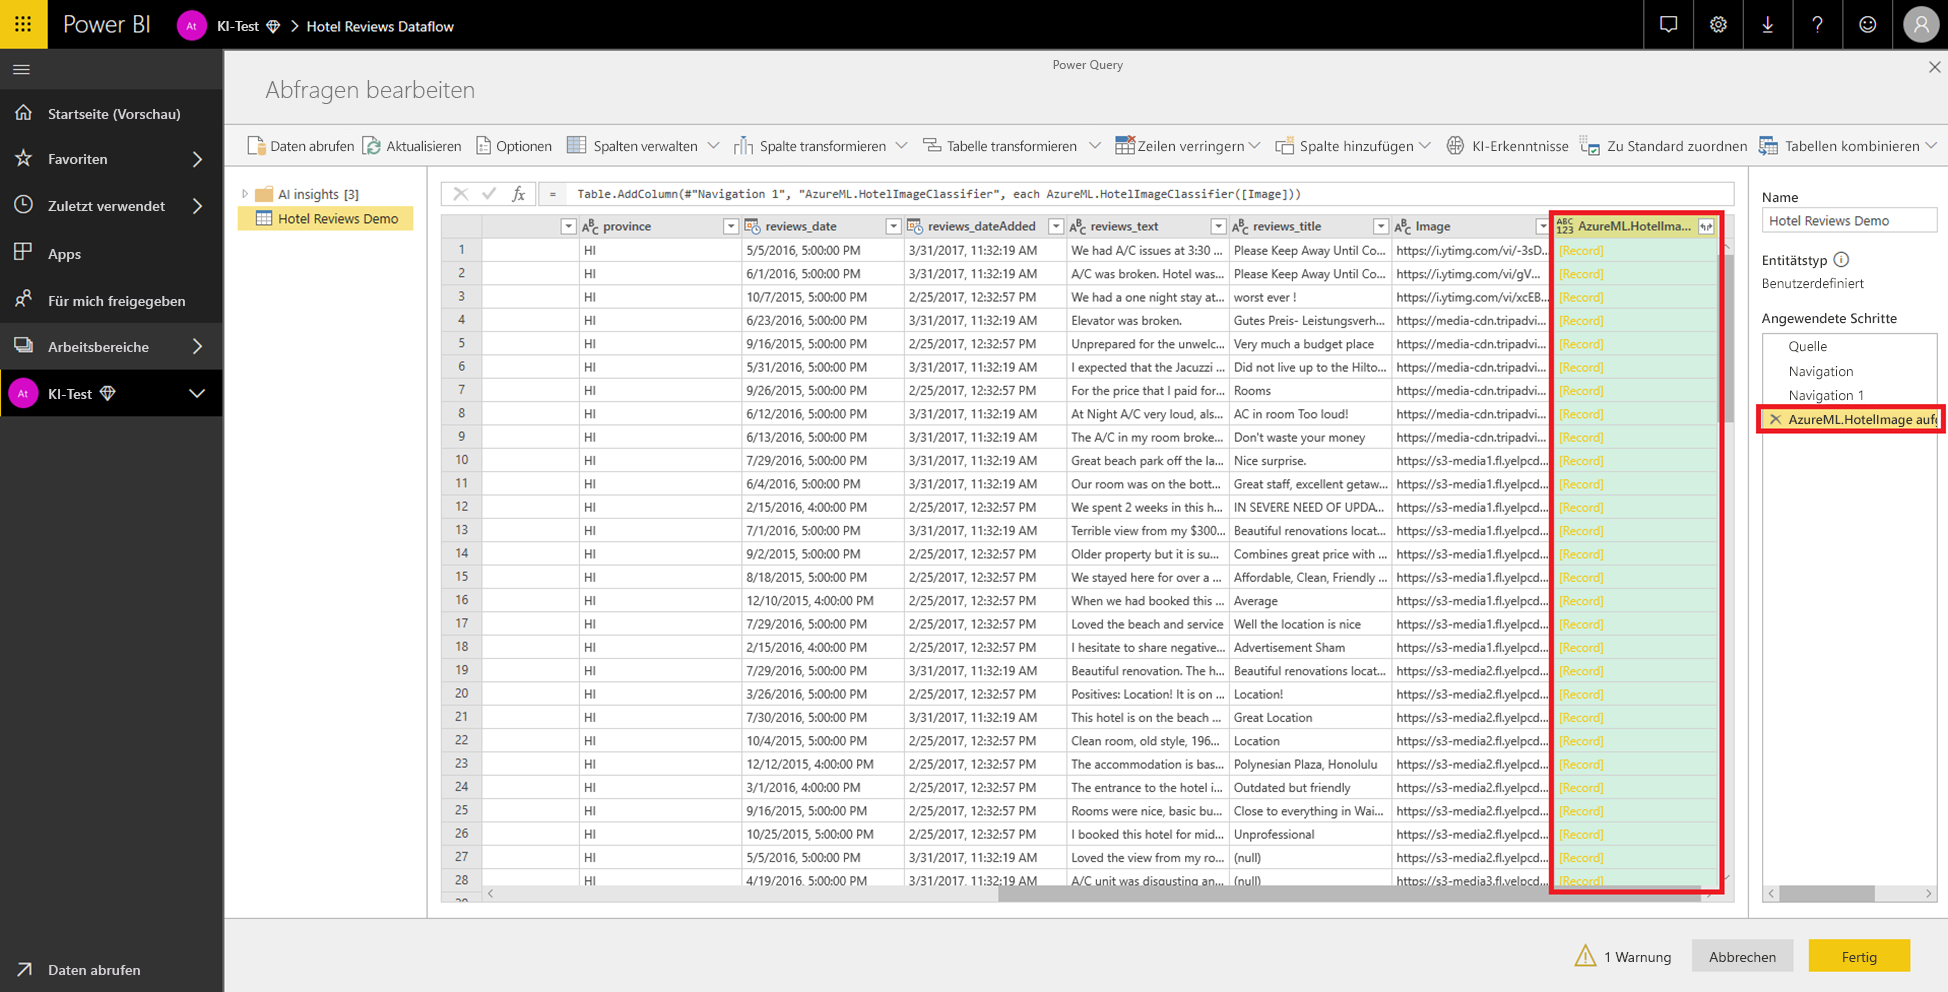 Power BI At KI-Test > Hotel Reviews Dataflow ?
Power Query
Abfragen bearbeiten
Startseite (Vorschau)
Favoriten
Zuletzt verwendet
Apps
Für mich freigegeben
Arbeitsbereiche
At KI-Test
Daten abrufen
Daten abrufen Aktualisieren Optionen Spalten verwalten Spalte transformieren Tabelle transformieren Zeilen verringern Spalte hinzufügen KI-Erkenntnisse Zu Standard zuordnen Tabellen kombinieren
AI insights [3]
Hotel Reviews Demo
fx = Table.AddColumn(#"Navigation 1", "AzureML.HotelImageClassifier", each AzureML.HotelImageClassifier([Image]))
ABC province reviews_date reviews_dateAdded ABC reviews_text ABC reviews_title ABC Image ABC 123 AzureML.HotelIma...
1 HI 5/5/2016, 5:00:00 PM 3/31/2017, 11:32:19 AM We had A/C issues at 3:30 ... Please Keep Away Until Co... https://i.ytimg.com/vi/-3sD... [Record]
2 HI 6/1/2016, 5:00:00 PM 3/31/2017, 11:32:19 AM A/C was broken. Hotel was... Please Keep Away Until Co... https://i.ytimg.com/vi/gV... [Record]
3 HI 10/7/2015, 5:00:00 PM 2/25/2017, 12:32:57 PM We had a one night stay at... worst ever ! https://i.ytimg.com/vi/xcEB... [Record]
4 HI 6/23/2016, 5:00:00 PM 3/31/2017, 11:32:19 AM Elevator was broken. Gutes Preis- Leistungsverh... https://media-cdn.tripadvi... [Record]
5 HI 9/16/2015, 5:00:00 PM 2/25/2017, 12:32:57 PM Unprepared for the unwelc... Very much a budget place https://media-cdn.tripadvi... [Record]
6 HI 5/31/2016, 5:00:00 PM 3/31/2017, 11:32:19 AM I expected that the Jacuzzi ... Did not live up to the Hilto... https://media-cdn.tripadvi... [Record]
7 HI 9/26/2015, 5:00:00 PM 2/25/2017, 12:32:57 PM For the price that I paid for... Rooms https://media-cdn.tripadvi... [Record]
8 HI 6/12/2016, 5:00:00 PM 3/31/2017, 11:32:19 AM At Night A/C very loud, als... AC in room Too loud! https://media-cdn.tripadvi... [Record]
9 HI 6/13/2016, 5:00:00 PM 3/31/2017, 11:32:19 AM The A/C in my room broke... Don't waste your money https://media-cdn.tripadvi... [Record]
10 HI 7/29/2016, 5:00:00 PM 3/31/2017, 11:32:19 AM Great beach park off the la... Nice surprise. https://s3-media1.fl.yelpcd... [Record]
11 HI 6/4/2016, 5:00:00 PM 3/31/2017, 11:32:19 AM Our room was on the bott... Great staff, excellent getaw... https://s3-media1.fl.yelpcd... [Record]
12 HI 2/15/2016, 4:00:00 PM 2/25/2017, 12:32:57 PM We spent 2 weeks in this h... IN SEVERE NEED OF UPDA... https://s3-media1.fl.yelpcd... [Record]
13 HI 7/1/2016, 5:00:00 PM 3/31/2017, 11:32:19 AM Terrible view from my $300... Beautiful renovations locat... https://s3-media1.fl.yelpcd... [Record]
14 HI 9/2/2015, 5:00:00 PM 2/25/2017, 12:32:57 PM Older property but it is su... Combines great price with ... https://s3-media1.fl.yelpcd... [Record]
15 HI 8/18/2015, 5:00:00 PM 2/25/2017, 12:32:57 PM We stayed here for over a ... Affordable, Clean, Friendly ... https://s3-media1.fl.yelpcd... [Record]
16 HI 12/10/2015, 4:00:00 PM 2/25/2017, 12:32:57 PM When we had booked this ... Average https://s3-media1.fl.yelpcd... [Record]
17 HI 7/29/2016, 5:00:00 PM 2/25/2017, 12:32:57 PM Loved the beach and service Well the location is nice https://s3-media1.fl.yelpcd... [Record]
18 HI 2/15/2016, 4:00:00 PM 2/25/2017, 12:32:57 PM I hesitate to share negative... Advertisement Sham https://s3-media1.fl.yelpcd... [Record]
19 HI 7/29/2016, 5:00:00 PM 3/31/2017, 11:32:19 AM Beautiful renovation. The h... Beautiful renovations locat... https://s3-media2.fl.yelpcd... [Record]
20 HI 3/26/2016, 5:00:00 PM 2/25/2017, 12:32:57 PM Positives: Location! It is on ... Location! https://s3-media2.fl.yelpcd... [Record]
21 HI 7/30/2016, 5:00:00 PM 3/31/2017, 11:32:19 AM This hotel is on the beach ... Great Location https://s3-media2.fl.yelpcd... [Record]
22 HI 10/4/2015, 5:00:00 PM 2/25/2017, 12:32:57 PM Clean room, old style, 196... Location https://s3-media2.fl.yelpcd... [Record]
23 HI 12/12/2015, 4:00:00 PM 2/25/2017, 12:32:57 PM The accommodation is bas... Polynesian Plaza, Honolulu https://s3-media2.fl.yelpcd... [Record]
24 HI 3/1/2016, 4:00:00 PM 2/25/2017, 12:32:57 PM The entrance to the hotel i... Outdated but friendly https://s3-media2.fl.yelpcd... [Record]
25 HI 9/16/2015, 5:00:00 PM 2/25/2017, 12:32:57 PM Rooms were nice, basic bu... Close to everything in Wai... https://s3-media2.fl.yelpcd... [Record]
26 HI 10/25/2015, 5:00:00 PM 2/25/2017, 12:32:57 PM I booked this hotel for mid... Unprofessional https://s3-media2.fl.yelpcd... [Record]
27 HI 5/5/2016, 5:00:00 PM 3/31/2017, 11:32:19 AM Loved the view from my ro... (null) https://s3-media2.fl.yelpcd... [Record]
28 HI 4/19/2016, 5:00:00 PM 3/31/2017, 11:32:19 AM A/C unit was disgusting an... (null) https://s3-media3.fl.yelpcd... [Record]
Name
Hotel Reviews Demo
Entitätstyp
Benutzerdefiniert
Angewendete Schritte
Quelle
Navigation
Navigation 1
AzureML.HotelImage aufg
1 Warnung Abbrechen Fertig